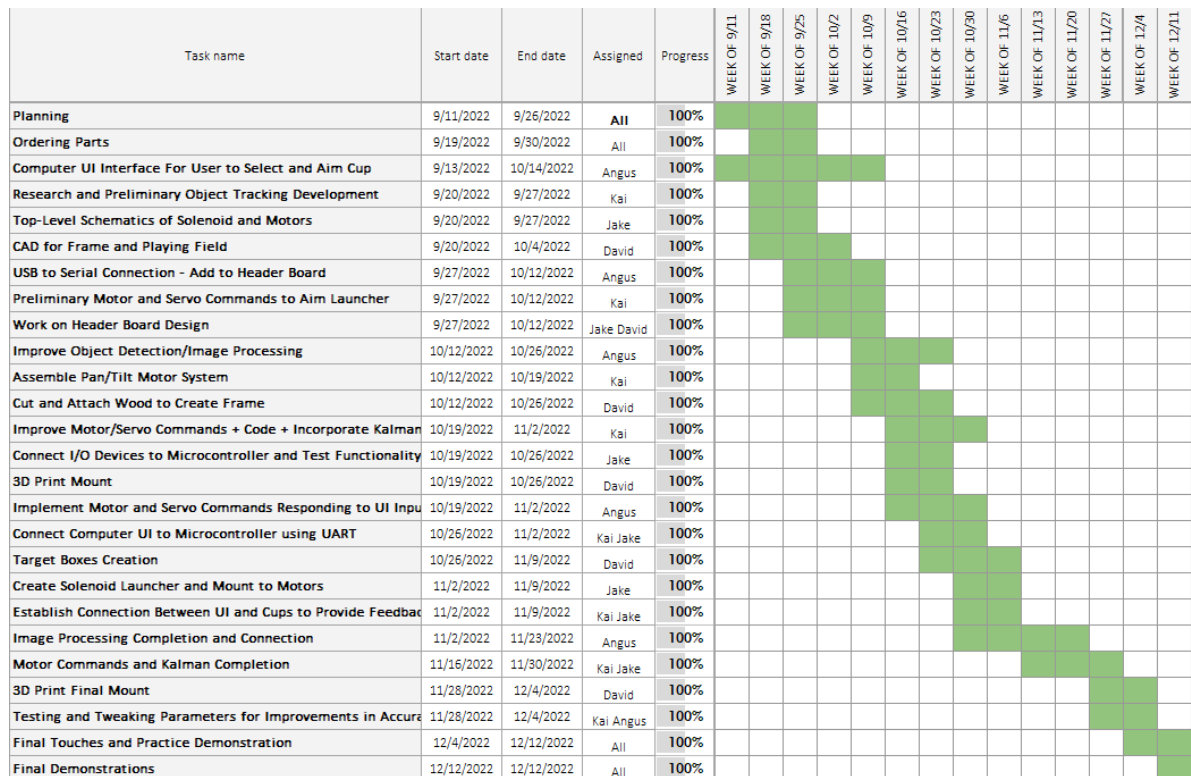 Task name Start date End date Assigned Progress WEEK OF 9/11 WEEK OF 9/18 WEEK OF 9/25 WEEK OF 10/2 WEEK OF 10/9 WEEK OF 10/16 WEEK OF 10/23 WEEK OF 10/30 WEEK OF 11/6 WEEK OF 11/13 WEEK OF 11/20 WEEK OF 11/27 WEEK OF 12/4 WEEK OF 12/11
Planning 9/11/2022 9/26/2022 All 100%
Ordering Parts 9/19/2022 9/30/2022 All 100%
Computer UI Interface For User to Select and Aim Cup 9/13/2022 10/14/2022 Angus 100%
Research and Preliminary Object Tracking Development 9/20/2022 9/27/2022 Kai 100%
Top-Level Schematics of Solenoid and Motors 9/20/2022 9/27/2022 Jake 100%
CAD for Frame and Playing Field 9/20/2022 10/4/2022 David 100%
USB to Serial Connection - Add to Header Board 9/27/2022 10/12/2022 Angus 100%
Preliminary Motor and Servo Commands to Aim Launcher 9/27/2022 10/12/2022 Kai 100%
Work on Header Board Design 9/27/2022 10/12/2022 Jake David 100%
Improve Object Detection/Image Processing 10/12/2022 10/26/2022 Angus 100%
Assemble Pan/Tilt Motor System 10/12/2022 10/19/2022 Kai 100%
Cut and Attach Wood to Create Frame 10/12/2022 10/26/2022 David 100%
Improve Motor/Servo Commands + Code + Incorporate Kalman 10/19/2022 11/2/2022 Kai 100%
Connect I/O Devices to Microcontroller and Test Functionality 10/19/2022 10/26/2022 Jake 100%
3D Print Mount 10/19/2022 10/26/2022 David 100%
Implement Motor and Servo Commands Responding to UI Inpu 10/19/2022 11/2/2022 Angus 100%
Connect Computer UI to Microcontroller using UART 10/26/2022 11/2/2022 Kai Jake 100%
Target Boxes Creation 10/26/2022 11/9/2022 David 100%
Create Solenoid Launcher and Mount to Motors 11/2/2022 11/9/2022 Jake 100%
Establish Connection Between UI and Cups to Provide Feedbac 11/2/2022 11/9/2022 Kai Jake 100%
Image Processing Completion and Connection 11/2/2022 11/23/2022 Angus 100%
Motor Commands and Kalman Completion 11/16/2022 11/30/2022 Kai Jake 100%
3D Print Final Mount 11/28/2022 12/4/2022 David 100%
Testing and Tweaking Parameters for Improvements in Accura 11/28/2022 12/4/2022 Kai Angus 100%
Final Touches and Practice Demonstration 12/4/2022 12/12/2022 All 100%
Final Demonstrations 12/12/2022 12/12/2022 All 100%